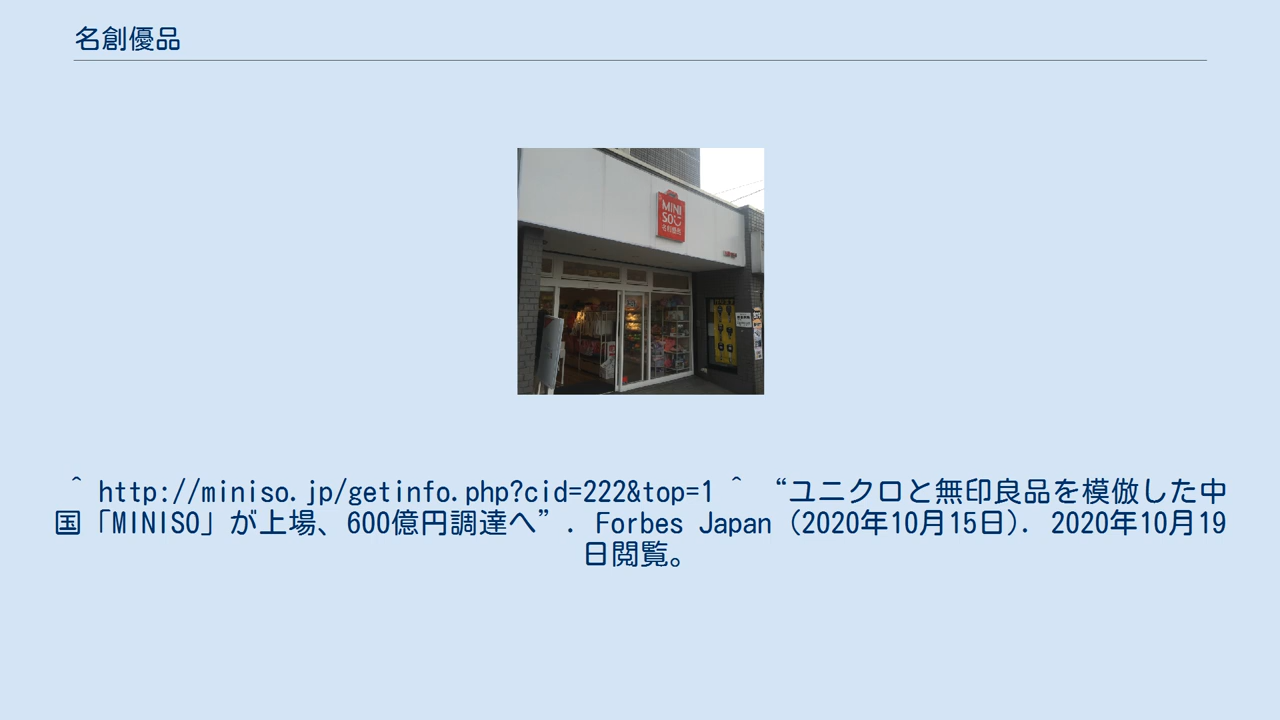 名創優品
MINI
SO
名創優品
^ http://miniso.jp/getinfo.php?cid=222&top=1 ^ “ユニクロと無印良品を模倣した中
国「MINISO」が上場、600億円調達へ”. Forbes Japan (2020年10月15日). 2020年10月19
日閲覧。